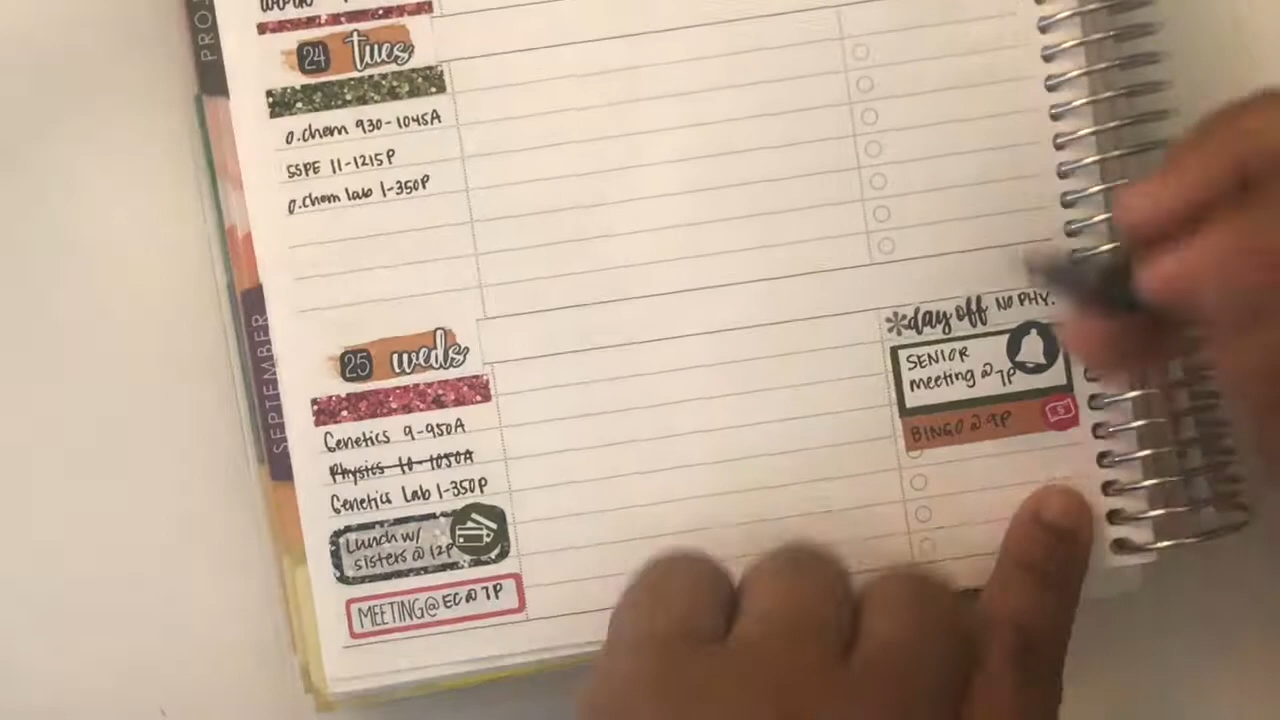 PROJ
work
24 tues
o.chem 930-1045A
SSPE 11-1215P
o.chem lab 1-350P
SEPTEMBER
25 weds
Genetics 9-950A
Physics 10-1050A
Genetics Lab 1-350P
Lunch w/
sisters @ 12P
MEETING@ EC @ 7P
*day off NO PHY.
SENIOR
meeting @ 7P
BINGO @ 9P